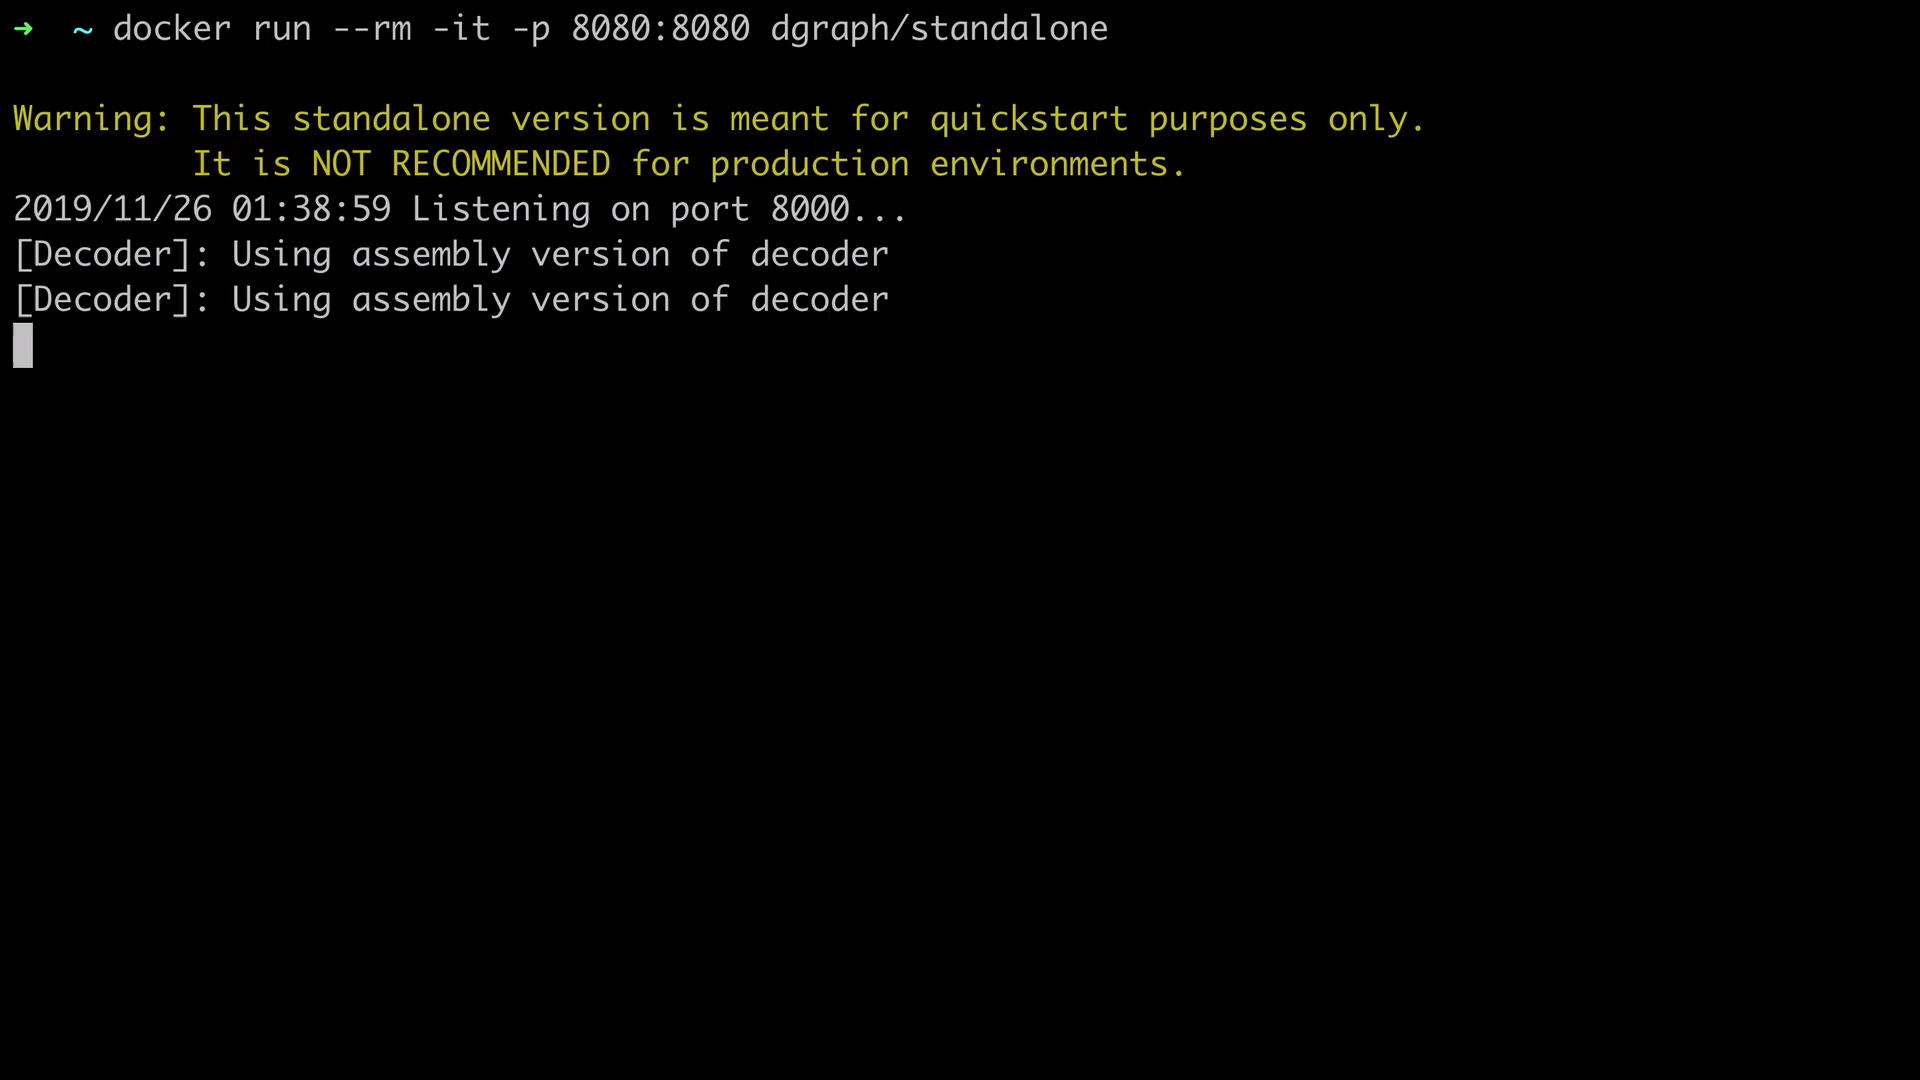 ➜  ~ docker run --rm -it -p 8080:8080 dgraph/standalone
Warning: This standalone version is meant for quickstart purposes only.
         It is NOT RECOMMENDED for production environments.
2019/11/26 01:38:59 Listening on port 8000...
[Decoder]: Using assembly version of decoder
[Decoder]: Using assembly version of decoder